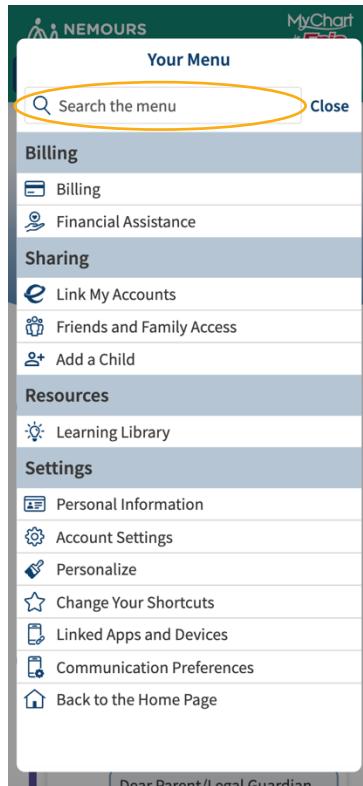 NEMOURS
MyChart
Epic
Your Menu
Search the menu
Close
Billing
Billing
Financial Assistance
Sharing
Link My Accounts
Friends and Family Access
Add a Child
Resources
Learning Library
Settings
Personal Information
Account Settings
Personalize
Change Your Shortcuts
Linked Apps and Devices
Communication Preferences
Back to the Home Page
Dear Parent/Legal Guardian